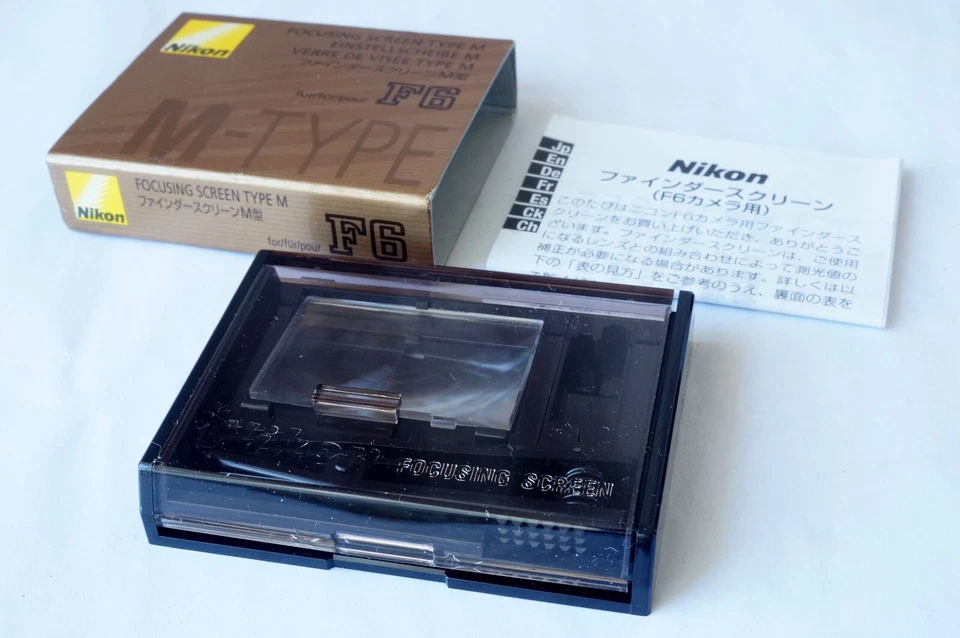 Nikon
FOCUSING SCREEN TYPE M
EINSTELLSCHEIBE M
VERRE DE VISÉE TYPE M
ファインダースクリーンM型
for/für/pour F6
M-TYPE
Nikon
FOCUSING SCREEN TYPE M
ファインダースクリーンM型
for/für/pour F6
Jp
En
De
Fr
Es
Ck
Ch
Nikon
ファインダースクリーン
(F6カメラ用)
このたびはニコンF6カメラ用ファインダース
クリーンをお買い上げいただき、ありがとうご
ざいます。ファインダースクリーンは、ご使用
になるレンズとの組み合わせによって測光値の
補正が必要になる場合があります。詳しくは以
下の「表の見方」をご参考のうえ、裏面の表を
FOCUSING SCREEN